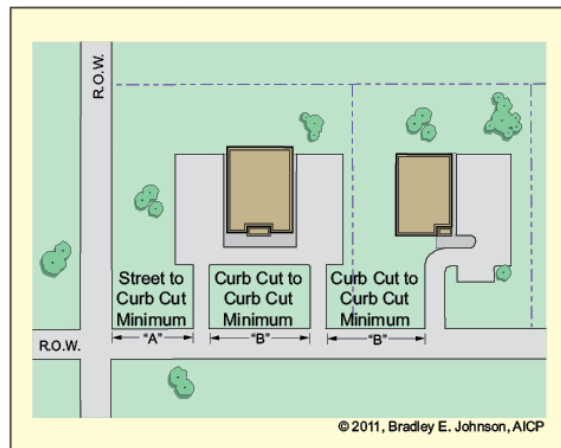 R.O.W.
Street to
Curb Cut
Minimum
"A"
Curb Cut to
Curb Cut
Minimum
"B"
Curb Cut to
Curb Cut
Minimum
"B"
R.O.W.
© 2011, Bradley E. Johnson, AICP